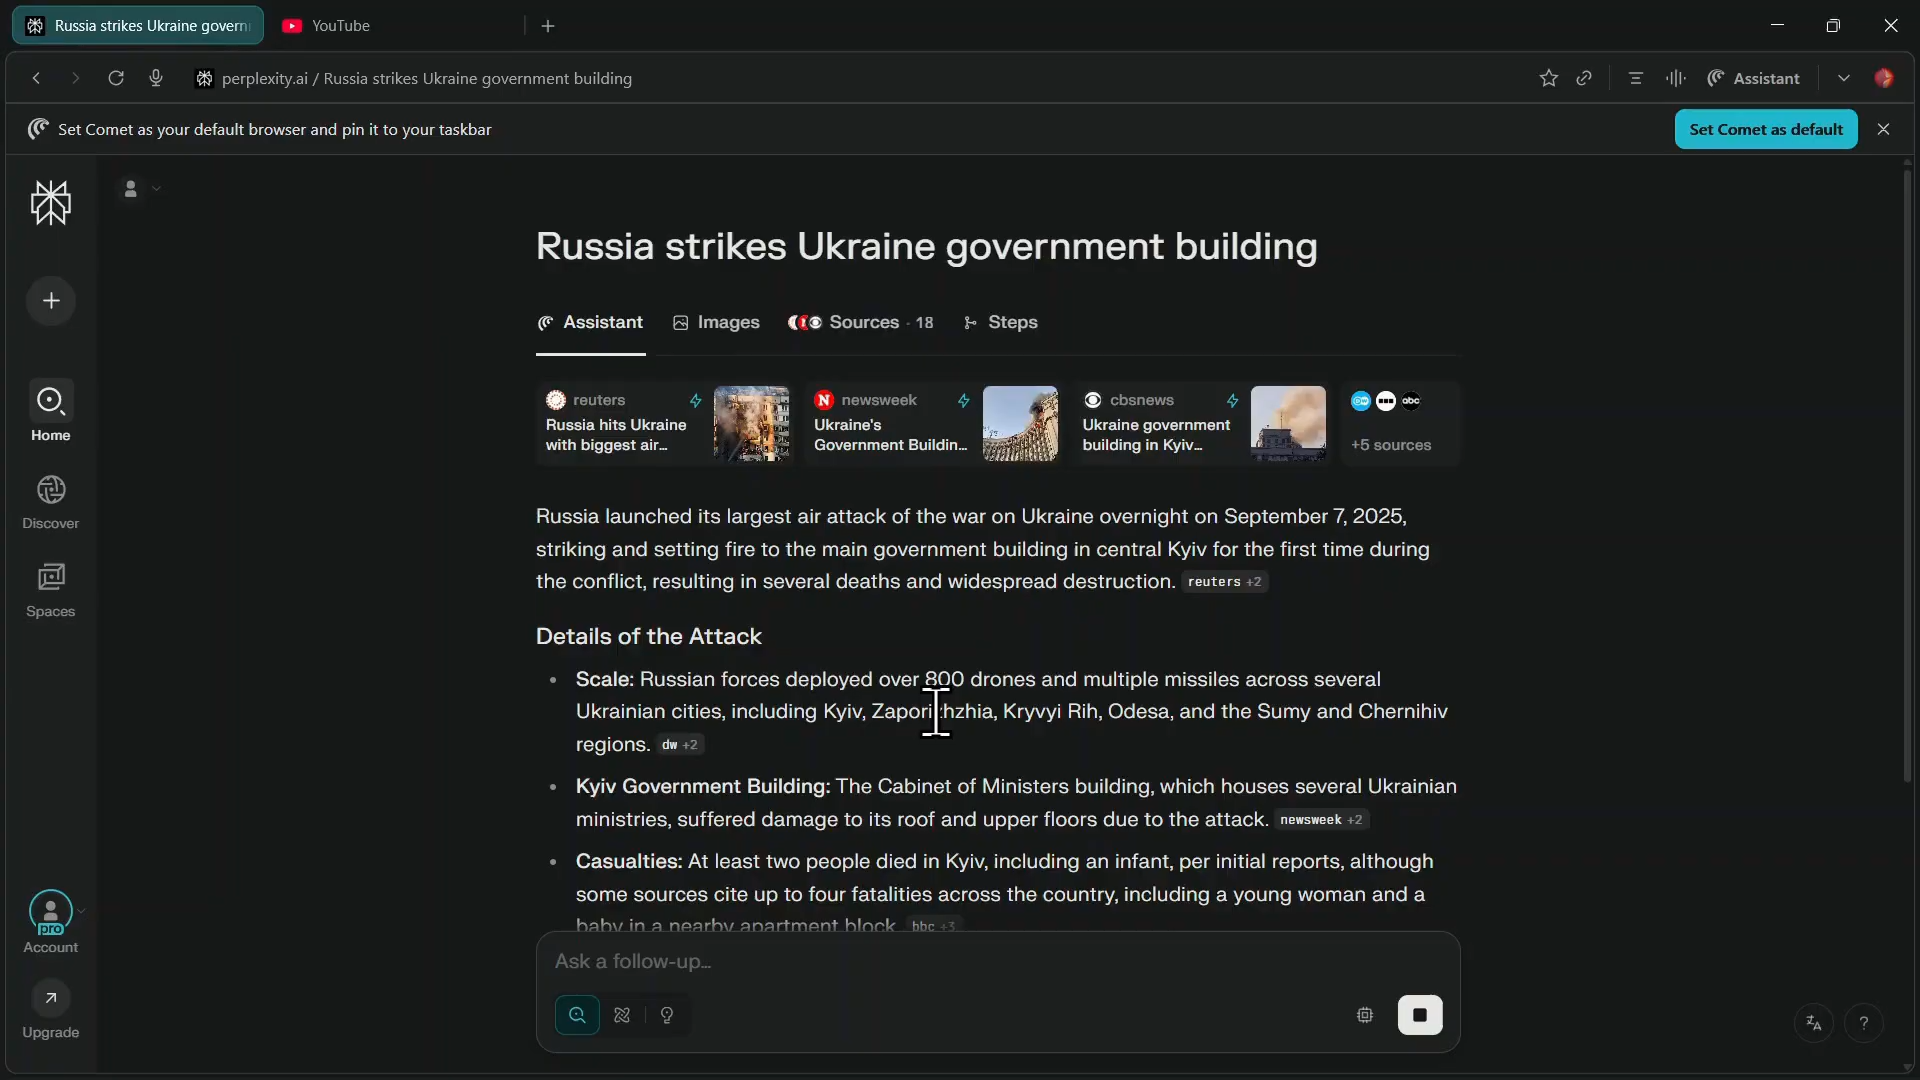 Russia strikes Ukraine govern
YouTube
perplexity.ai / Russia strikes Ukraine government building
Assistant
Set Comet as your default browser and pin it to your taskbar
Set Comet as default
Russia strikes Ukraine government building
Assistant
Images
Sources · 18
Steps
reuters
Russia hits Ukraine
with biggest air...
N newsweek
Ukraine's
Government Buildin...
cbsnews
Ukraine government
building in Kyiv...
abc
+5 sources
Home
Discover
Spaces
Russia launched its largest air attack of the war on Ukraine overnight on September 7, 2025,
striking and setting fire to the main government building in central Kyiv for the first time during
the conflict, resulting in several deaths and widespread destruction. reuters +2
Details of the Attack
• Scale: Russian forces deployed over 800 drones and multiple missiles across several
Ukrainian cities, including Kyiv, Zaporizhzhia, Kryvyi Rih, Odesa, and the Sumy and Chernihiv
regions. dw +2
• Kyiv Government Building: The Cabinet of Ministers building, which houses several Ukrainian
ministries, suffered damage to its roof and upper floors due to the attack. newsweek +2
• Casualties: At least two people died in Kyiv, including an infant, per initial reports, although
some sources cite up to four fatalities across the country, including a young woman and a
baby in a nearby apartment block. bbc +3
Ask a follow-up...
pro
Account
Upgrade
?